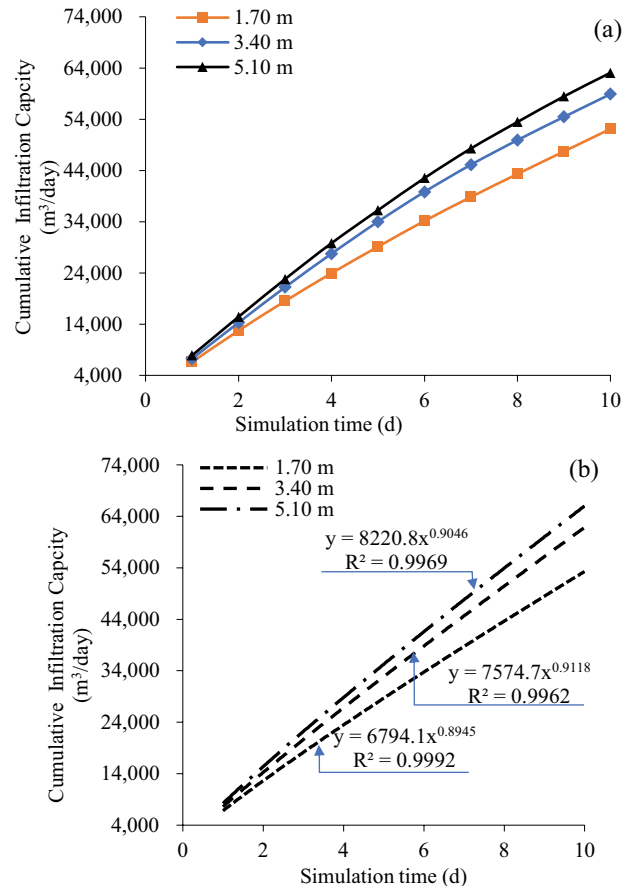 74,000
64,000
54,000
44,000
34,000
24,000
14,000
4,000
1.70 m
3.40 m
5.10 m
(a)
Cumulative Infiltration Capcity
(m³/day)
0 2 4 6 8 10
Simulation time (d)
(b)
74,000
64,000
54,000
44,000
34,000
24,000
14,000
4,000
1.70 m
3.40 m
5.10 m
y = 8220.8x^0.9046
R² = 0.9969
y = 7574.7x^0.9118
R² = 0.9962
y = 6794.1x^0.8945
R² = 0.9992
Cumulative Infiltration Capcity
(m³/day)
0 2 4 6 8 10
Simulation time (d)